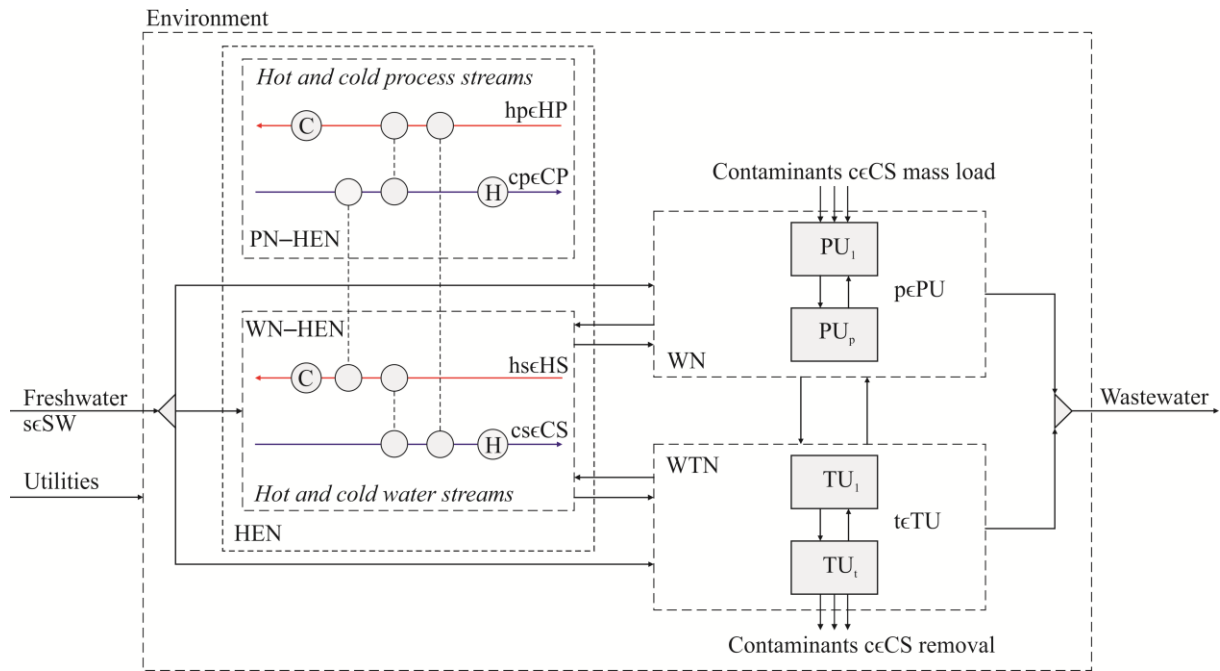 Environment
Hot and cold process streams
hpϵHP
C
cpϵCP
H
PN–HEN
Contaminants cϵCS mass load
PU₁
pϵPU
PUₚ
WN
WN–HEN
hsϵHS
C
csϵCS
H
Hot and cold water streams
HEN
Freshwater
sϵSW
Utilities
Wastewater
WTN
TU₁
tϵTU
TUₜ
Contaminants cϵCS removal